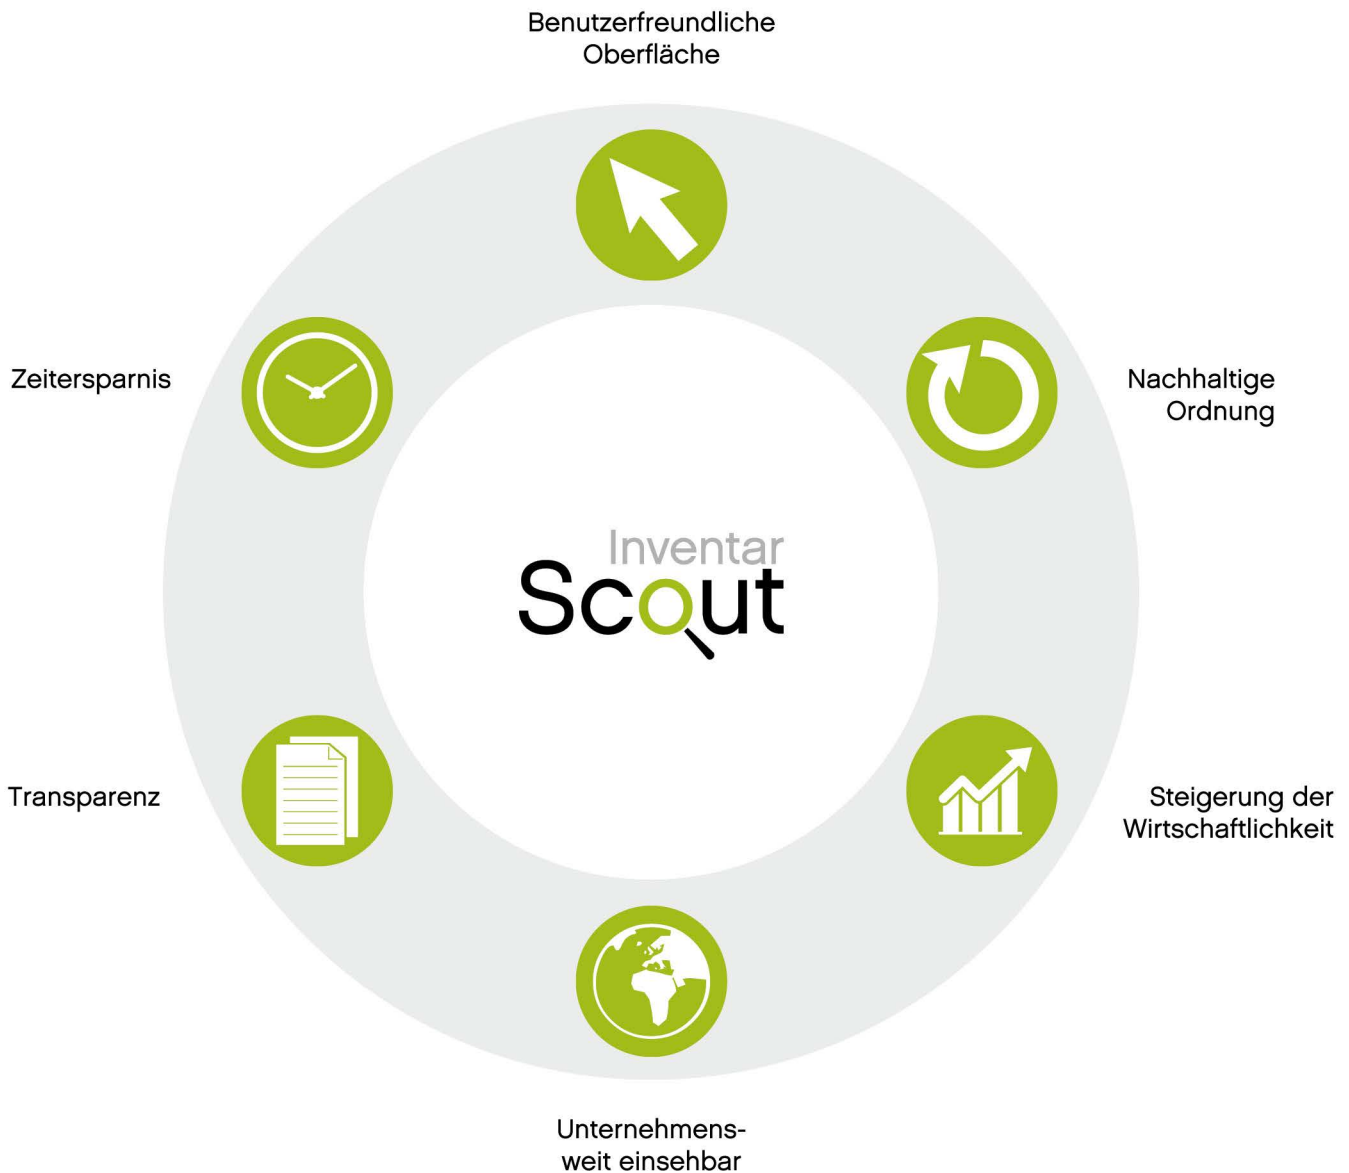 Benutzerfreundliche
Oberfläche
Zeitersparnis
Nachhaltige
Ordnung
Inventar
Scout
Transparenz
Steigerung der
Wirtschaftlichkeit
Unternehmens-
weit einsehbar